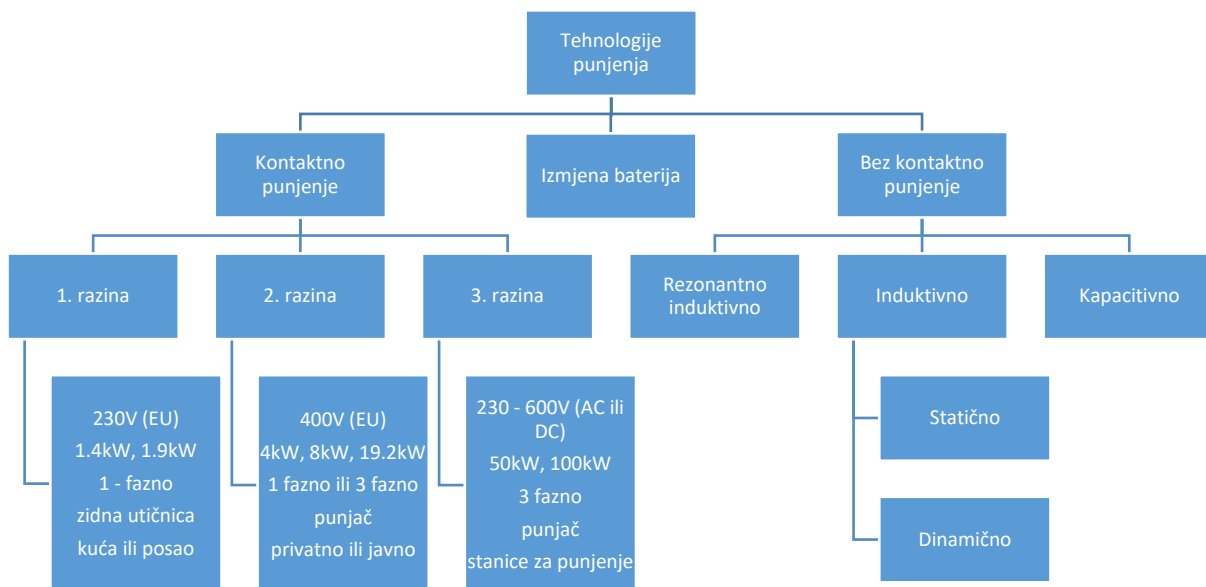 Tehnologije
punjenja
Kontaktno
punjenje
Izmjena baterija
Bez kontaktno
punjenje
1. razina
2. razina
3. razina
Rezonantno
induktivno
Induktivno
Kapacitivno
230V (EU)
1.4kW, 1.9kW
1 - fazno
zidna utičnica
kuća ili posao
400V (EU)
4kW, 8kW, 19.2kW
1 fazno ili 3 fazno
punjač
privatno ili javno
230 - 600V (AC ili
DC)
50kW, 100kW
3 fazno
punjač
stanice za punjenje
Statično
Dinamično